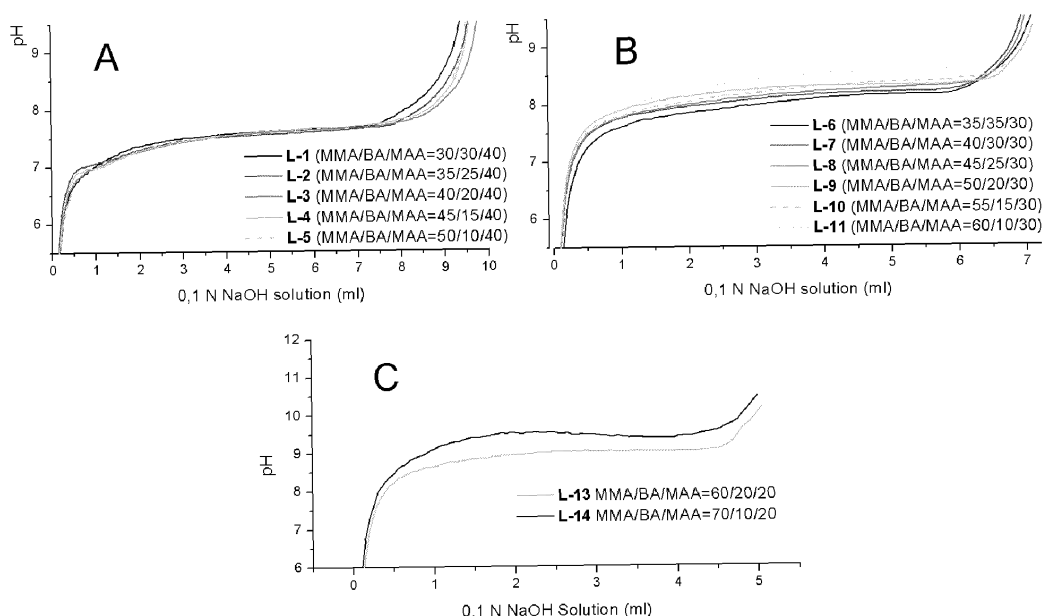 A
pH
9
8
7
6
L-1 (MMA/BA/MAA=30/30/40)
L-2 (MMA/BA/MAA=35/25/40)
L-3 (MMA/BA/MAA=40/20/40)
L-4 (MMA/BA/MAA=45/15/40)
L-5 (MMA/BA/MAA=50/10/40)
0 1 2 3 4 5 6 7 8 9 10
0,1 N NaOH solution (ml)
B
pH
9
8
7
6
L-6 (MMA/BA/MAA=35/35/30)
L-7 (MMA/BA/MAA=40/30/30)
L-8 (MMA/BA/MAA=45/25/30)
L-9 (MMA/BA/MAA=50/20/30)
L-10 (MMA/BA/MAA=55/15/30)
L-11 (MMA/BA/MAA=60/10/30)
0 1 2 3 4 5 6 7
0,1 N NaOH solution (ml)
C
pH
12
11
10
9
8
7
6
L-13 MMA/BA/MAA=60/20/20
L-14 MMA/BA/MAA=70/10/20
0 1 2 3 4 5
0,1 N NaOH Solution (ml)